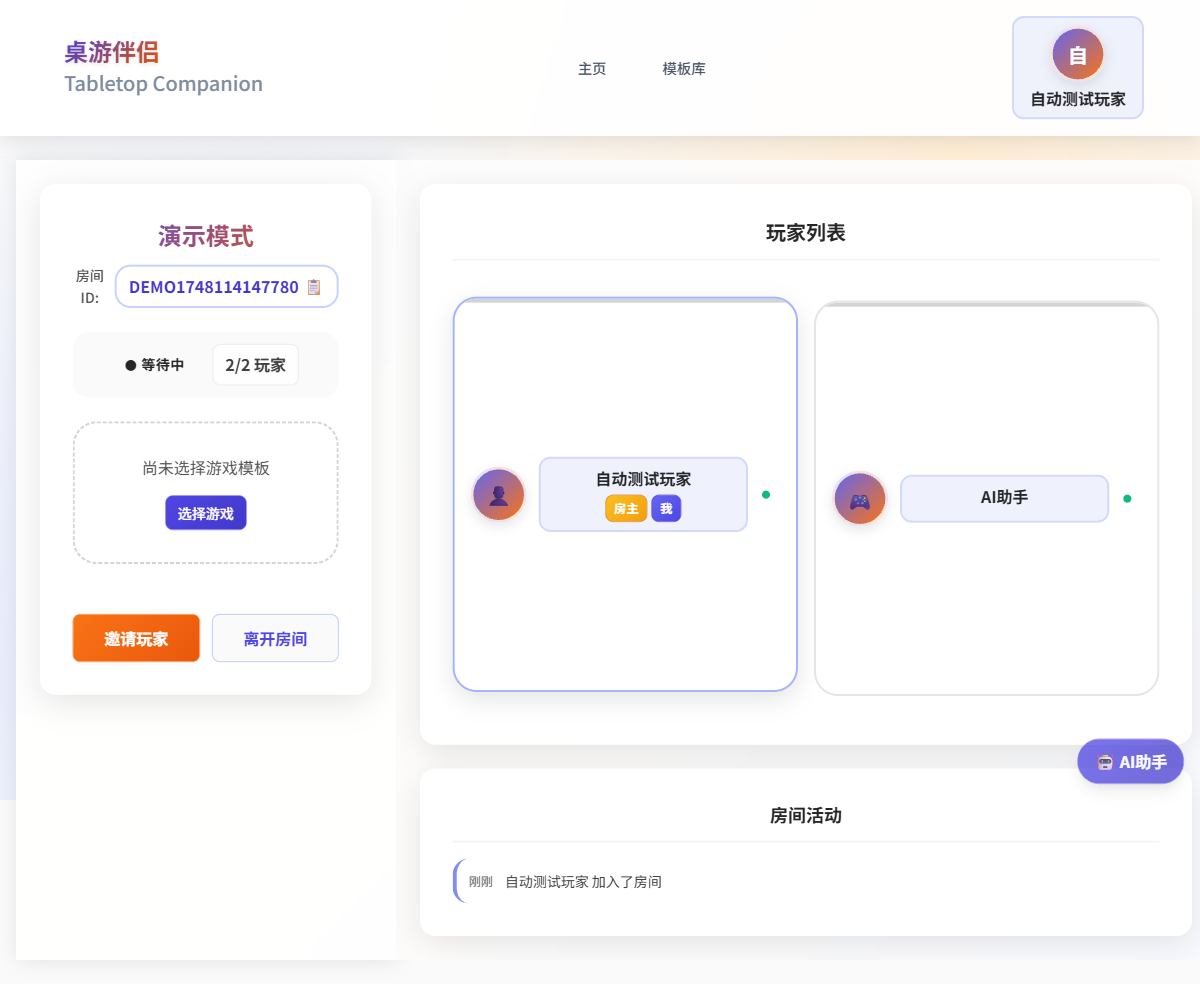 桌游伴侣
Tabletop Companion
主页
模板库
自
自动测试玩家
演示模式
房间
ID:
DEMO1748114147780
等待中
2/2 玩家
尚未选择游戏模板
选择游戏
邀请玩家
离开房间
玩家列表
自动测试玩家
房主
我
AI助手
AI助手
房间活动
刚刚
自动测试玩家 加入了房间